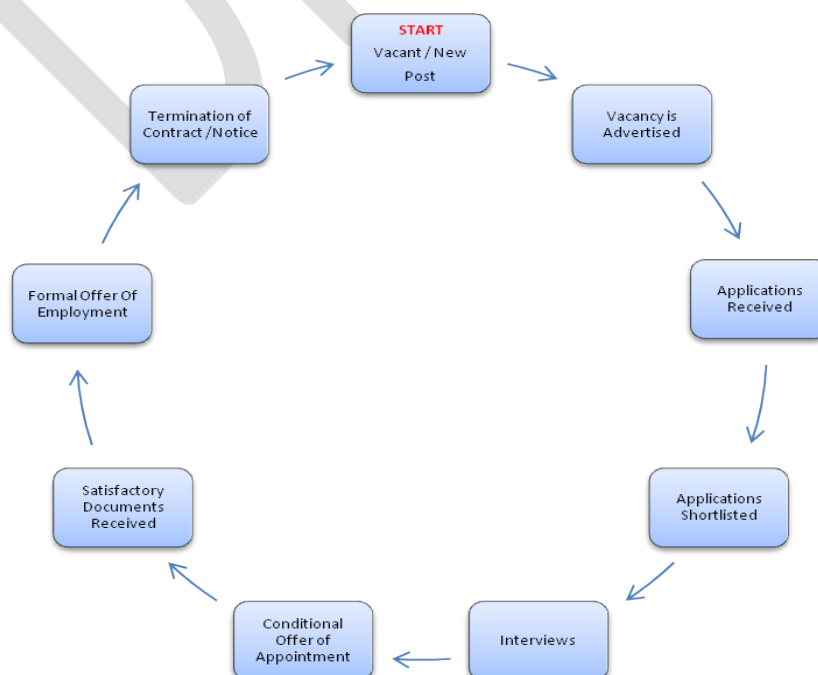 START
Vacant / New
Post
Vacancy is
Advertised
Applications
Received
Applications
Shortlisted
Interviews
Conditional
Offer of
Appointment
Satisfactory
Documents
Received
Formal Offer Of
Employment
Termination of
Contract /Notice